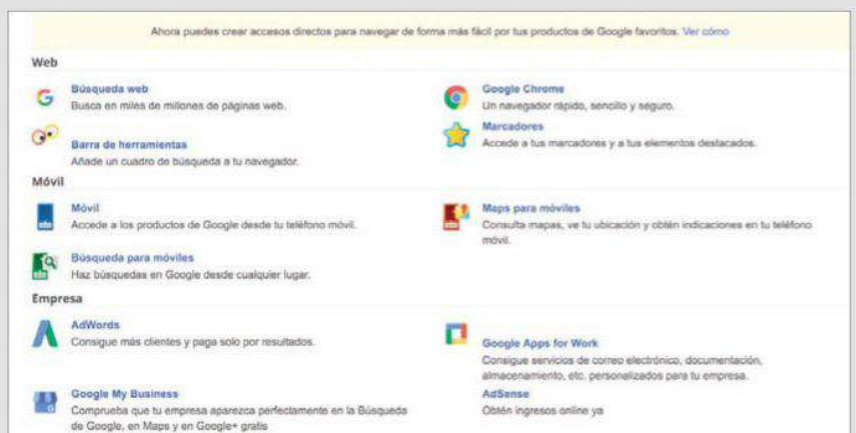 Ahora puedes crear accesos directos para navegar de forma más fácil por tus productos de Google favoritos. Ver cómo
Web
Búsqueda web
Busca en miles de millones de páginas web.
Google Chrome
Un navegador rápido, sencillo y seguro.
Barra de herramientas
Añade un cuadro de búsqueda a tu navegador.
Marcadores
Accede a tus marcadores y a tus elementos destacados.
Móvil
Móvil
Accede a los productos de Google desde tu teléfono móvil.
Maps para móviles
Consulta mapas, ve tu ubicación y obtén indicaciones en tu teléfono
móvil.
Búsqueda para móviles
Haz búsquedas en Google desde cualquier lugar.
Empresa
AdWords
Consigue más clientes y paga solo por resultados.
Google Apps for Work
Consigue servicios de correo electrónico, documentación,
almacenamiento, etc. personalizados para tu empresa.
Google My Business
Comprueba que tu empresa aparezca perfectamente en la Búsqueda
de Google, en Maps y en Google+ gratis
AdSense
Obtén ingresos online ya